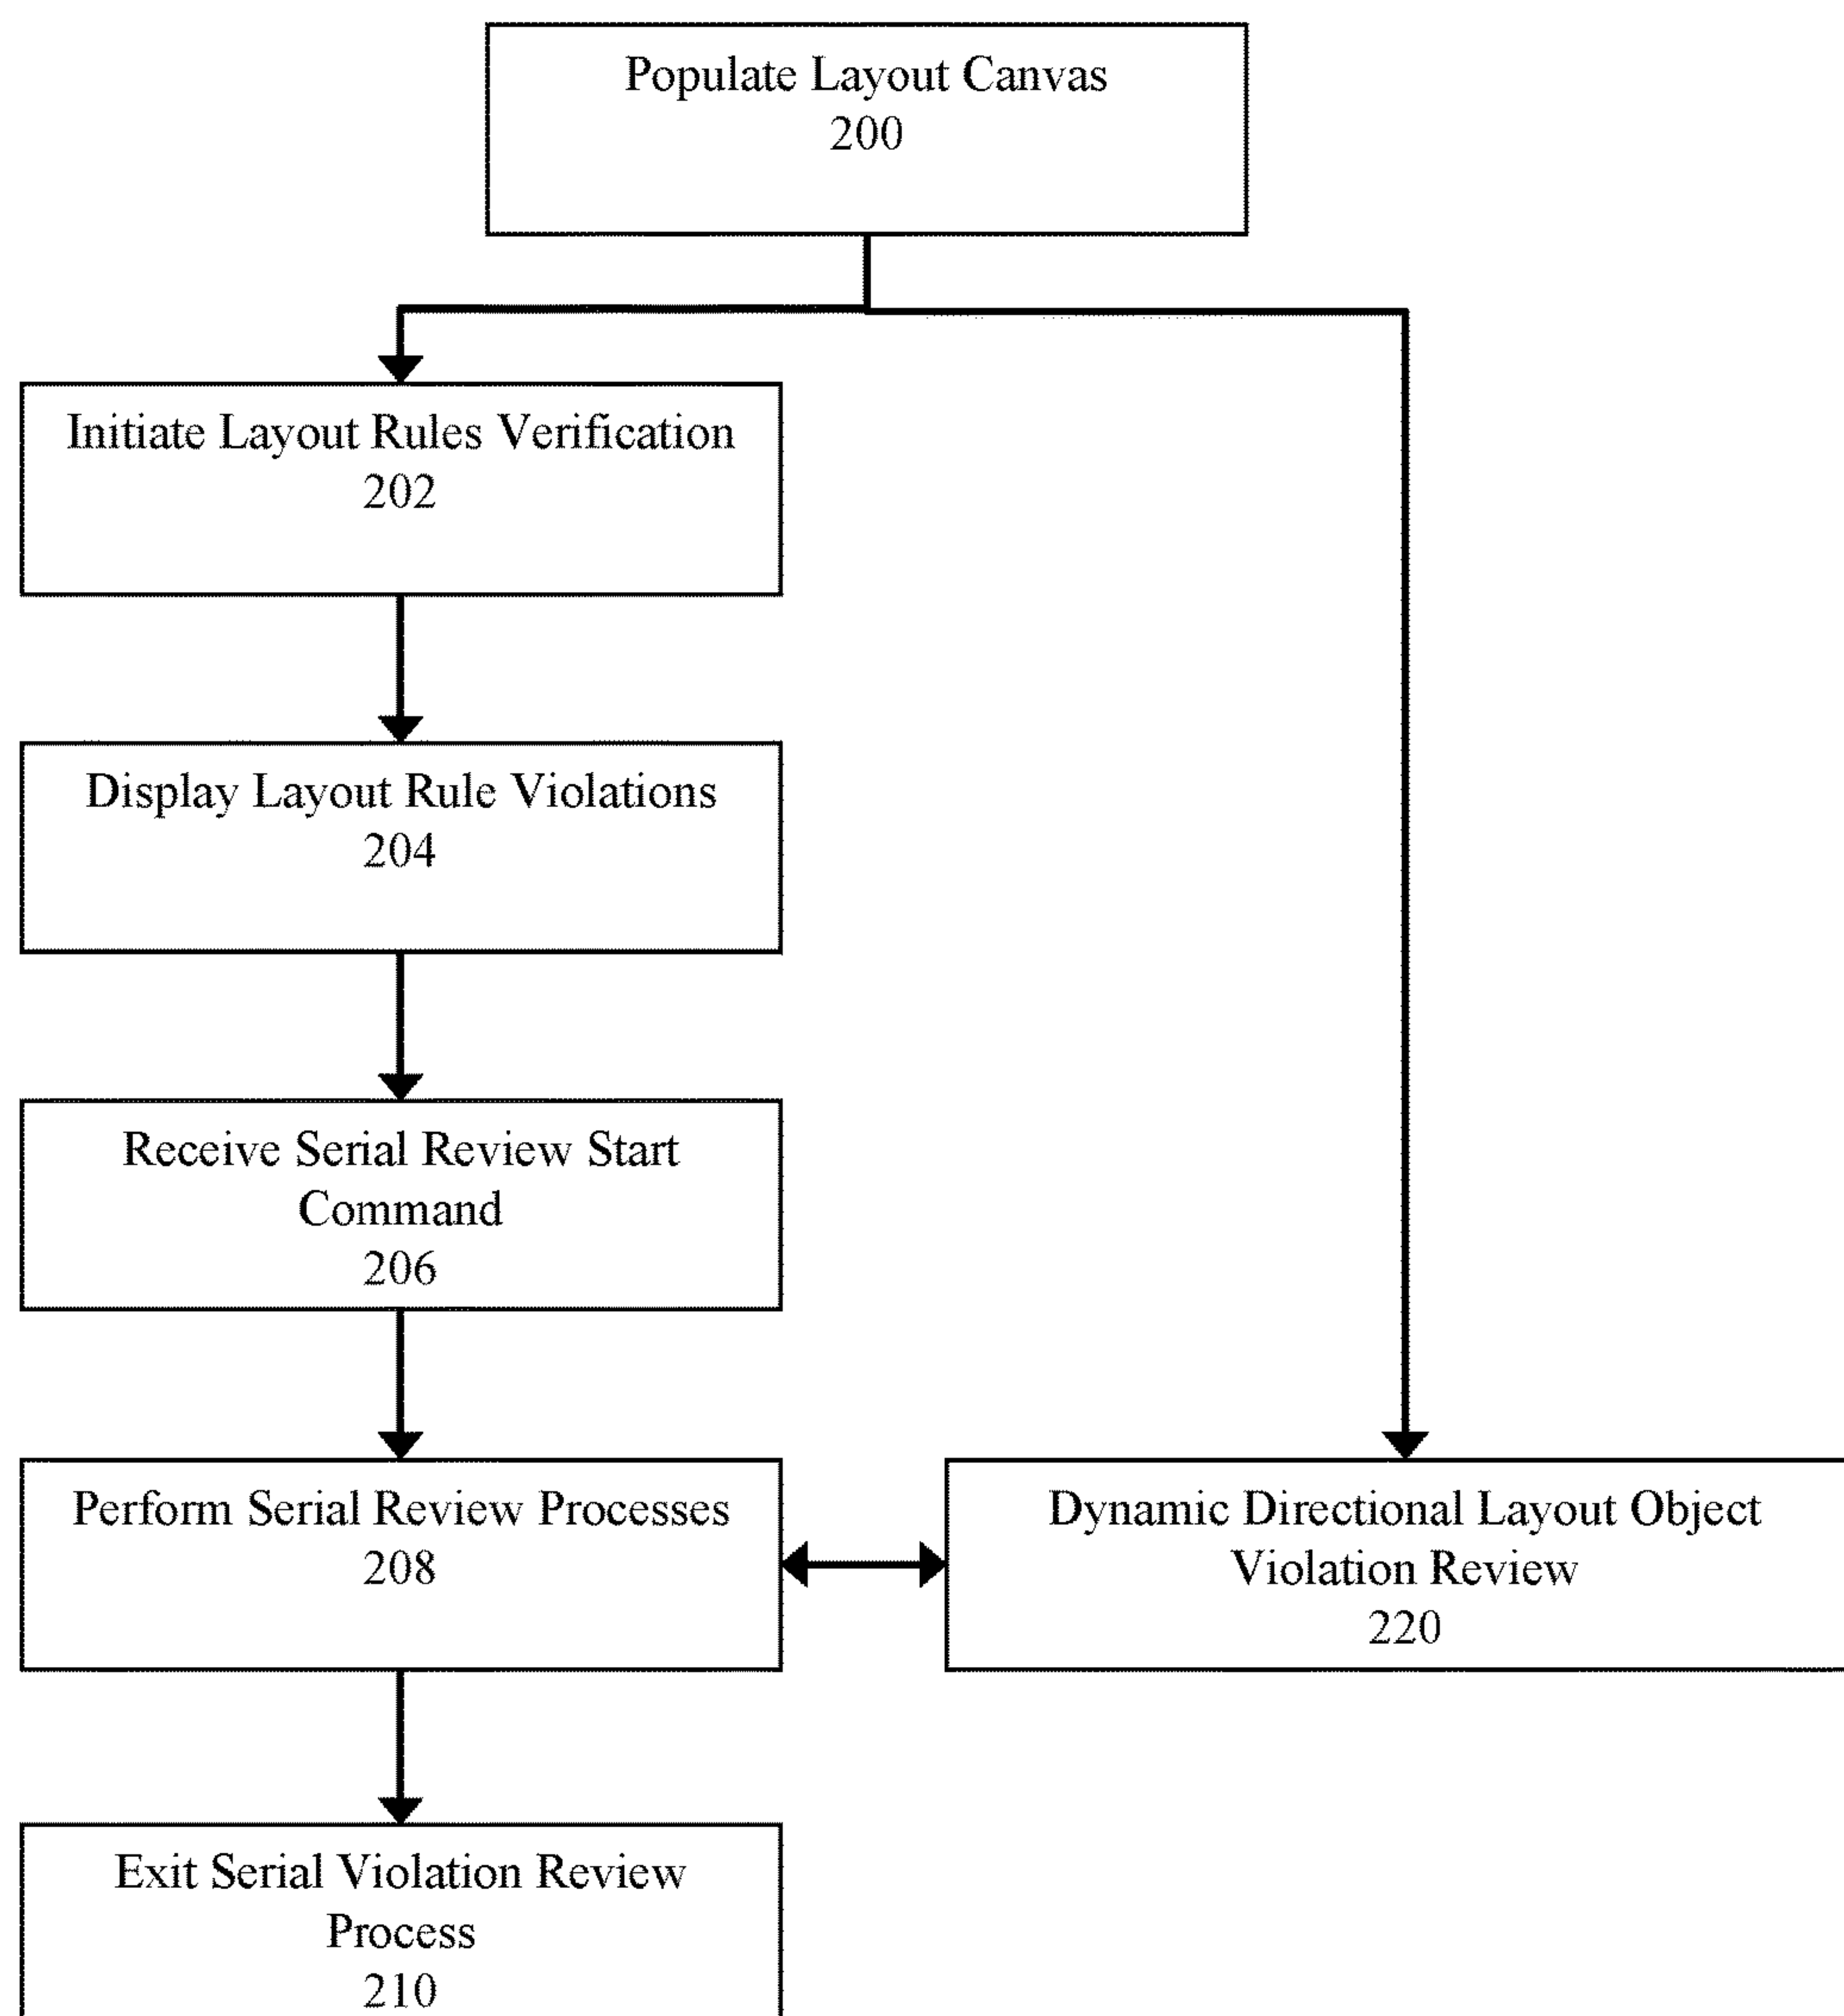 Populate Layout Canvas
200
Initiate Layout Rules Verification
202
Display Layout Rule Violations
204
Receive Serial Review Start
Command
206
Perform Serial Review Processes
208
Dynamic Directional Layout Object
Violation Review
220
Exit Serial Violation Review
Process
210